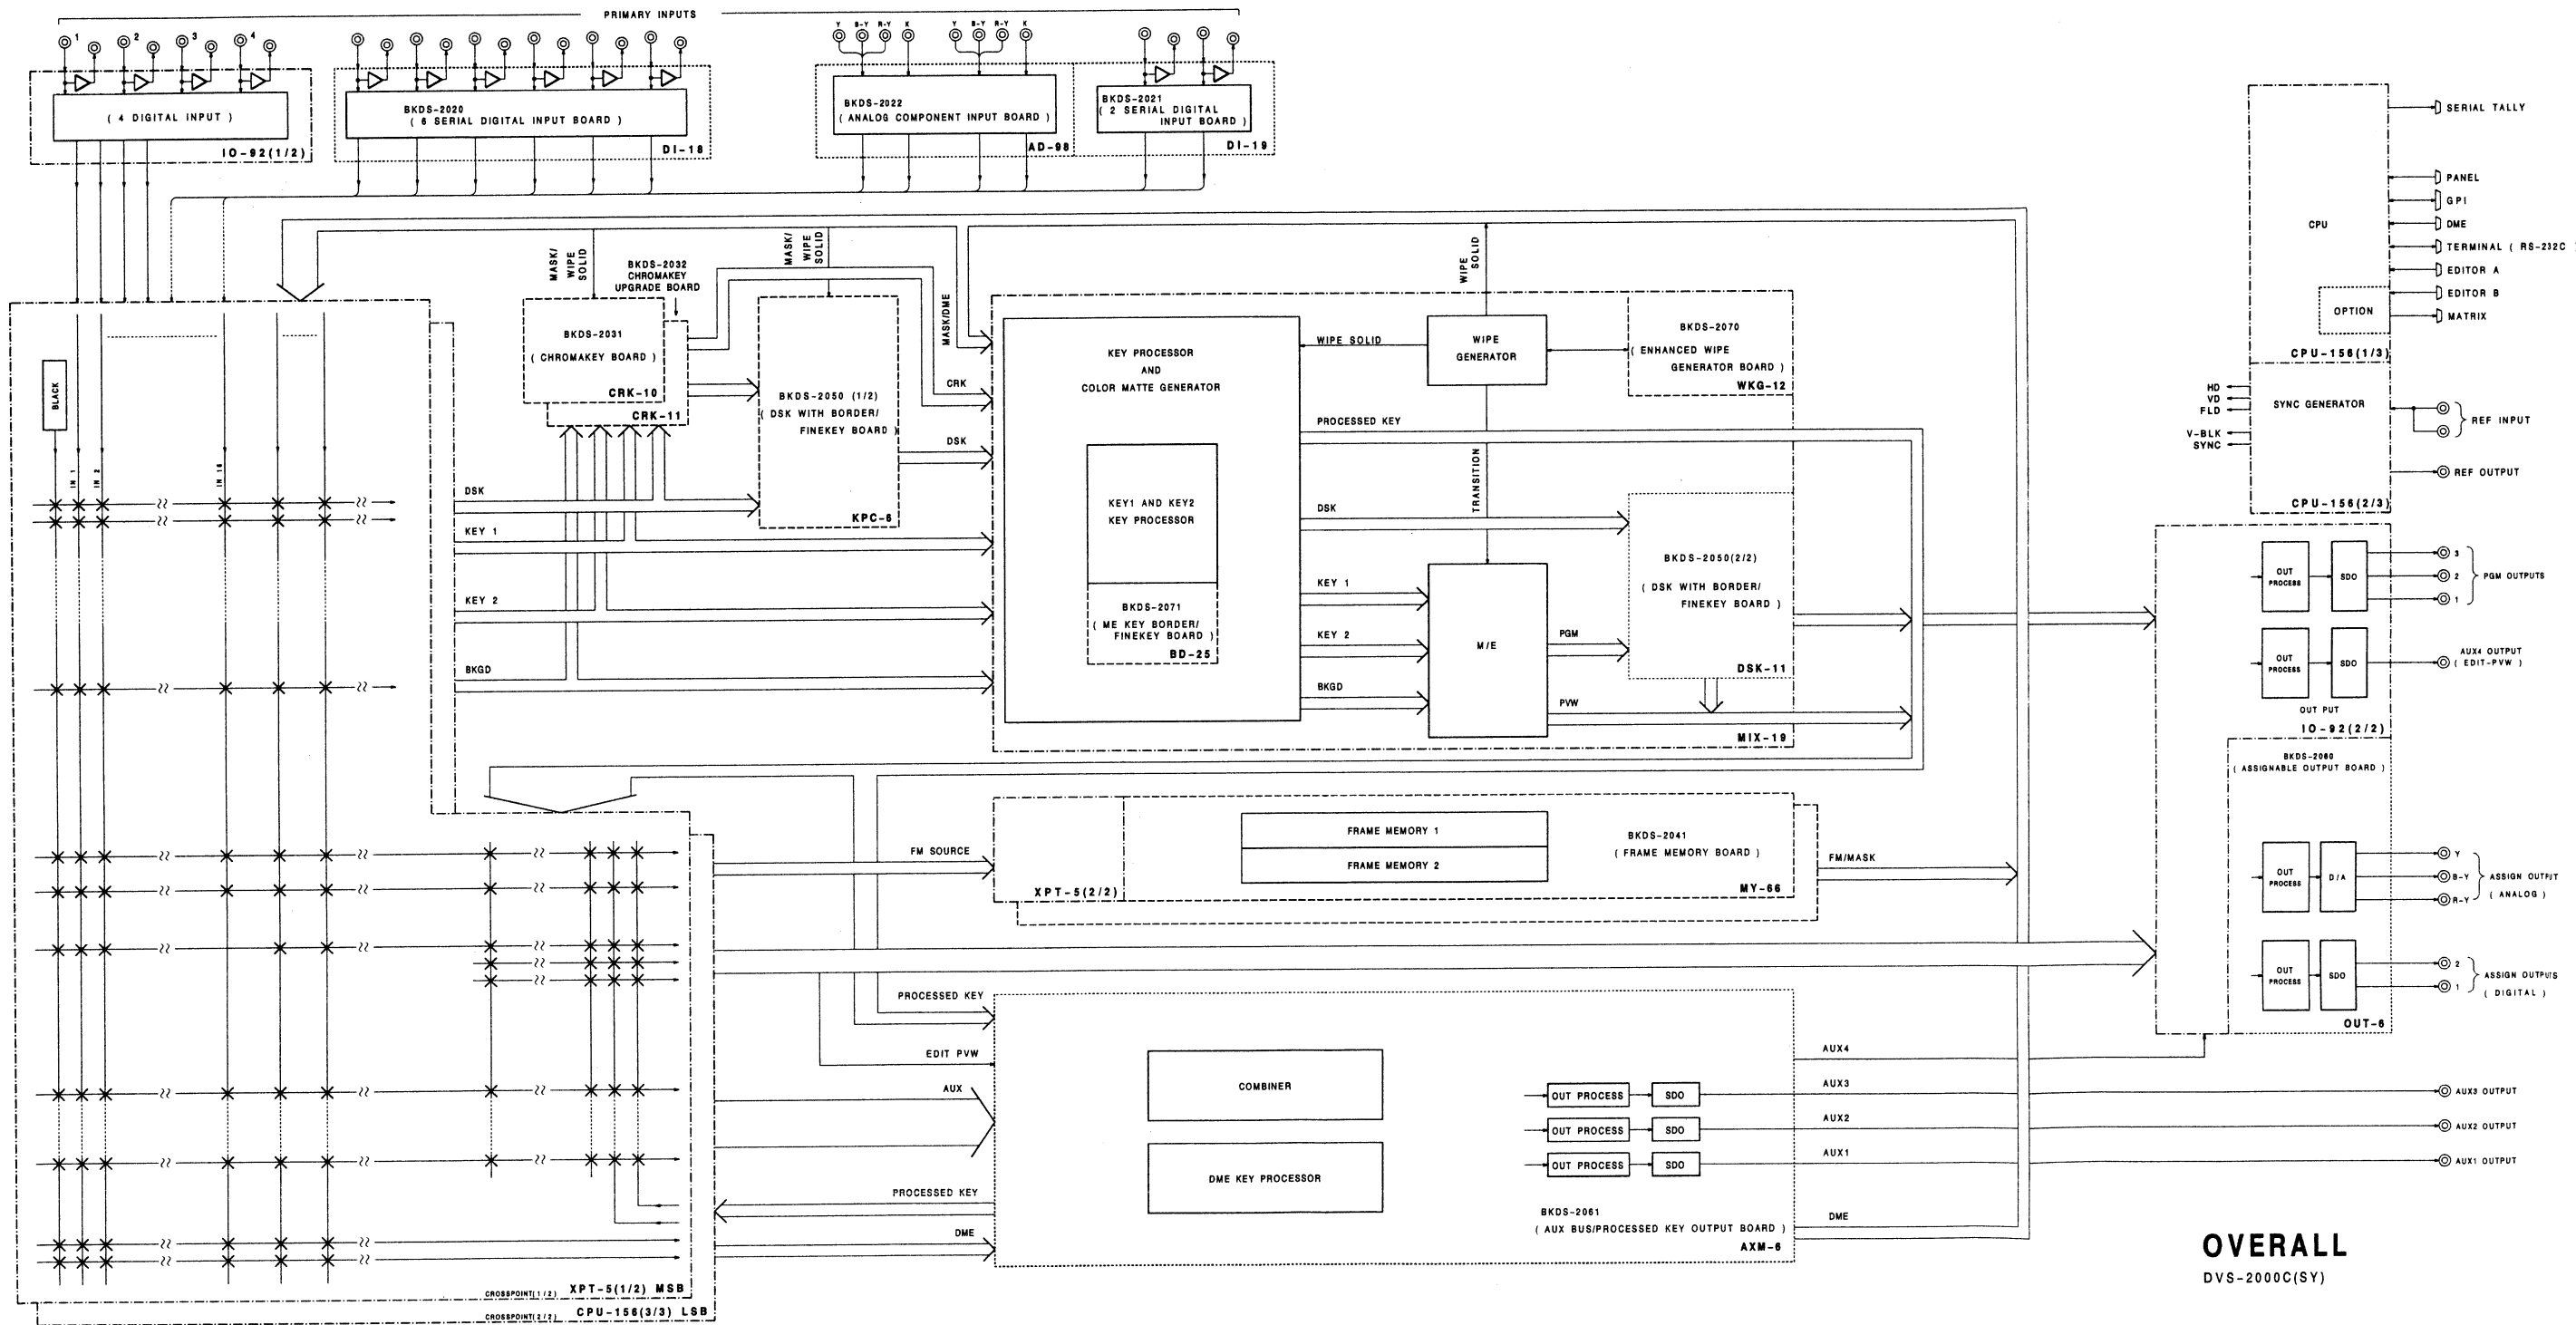 PRIMARY INPUTS
1
2
3
4
Y B-Y R-Y K
Y B-Y R-Y K
( 4 DIGITAL INPUT )
IO-92(1/2)
BKDS-2020
( 6 SERIAL DIGITAL INPUT BOARD )
DI-18
BKDS-2022
( ANALOG COMPONENT INPUT BOARD )
AD-98
BKDS-2021
( 2 SERIAL DIGITAL
INPUT BOARD )
DI-19
CPU
SERIAL TALLY
PANEL
GPI
DME
TERMINAL ( RS-232C )
EDITOR A
EDITOR B
MATRIX
OPTION
CPU-156(1/3)
HD
VD
FLD
V-BLK
SYNC
SYNC GENERATOR
REF INPUT
REF OUTPUT
CPU-156(2/3)
MASK/
WIPE
SOLID
BKDS-2032
CHROMAKEY
UPGRADE BOARD
MASK/
WIPE
SOLID
MASK/DME
WIPE
SOLID
BKDS-2031
( CHROMAKEY BOARD )
CRK-10
CRK-11
BKDS-2050 (1/2)
( DSK WITH BORDER/
FINEKEY BOARD )
KPC-6
CRK
DSK
BLACK
IN 1
IN 2
IN 16
DSK
KEY 1
KEY 2
BKGD
KEY PROCESSOR
AND
COLOR MATTE GENERATOR
KEY1 AND KEY2
KEY PROCESSOR
BKDS-2071
( ME KEY BORDER/
FINEKEY BOARD )
BD-25
WIPE SOLID
WIPE
GENERATOR
BKDS-2070
( ENHANCED WIPE
GENERATOR BOARD )
WKG-12
PROCESSED KEY
TRANSITION
DSK
KEY 1
KEY 2
BKGD
M/E
PGM
PVW
BKDS-2050(2/2)
( DSK WITH BORDER/
FINEKEY BOARD )
DSK-11
MIX-19
OUT
PROCESS
SDO
3
2
1
PGM OUTPUTS
OUT
PROCESS
SDO
AUX4 OUTPUT
( EDIT-PVW )
OUT PUT
IO-92(2/2)
BKDS-2060
( ASSIGNABLE OUTPUT BOARD )
OUT
PROCESS
D/A
Y
B-Y
R-Y
ASSIGN OUTPUT
( ANALOG )
OUT
PROCESS
SDO
2
1
ASSIGN OUTPUTS
( DIGITAL )
OUT-6
FM SOURCE
XPT-5(2/2)
FRAME MEMORY 1
FRAME MEMORY 2
BKDS-2041
( FRAME MEMORY BOARD )
MY-66
FM/MASK
PROCESSED KEY
EDIT PVW
AUX
PROCESSED KEY
DME
COMBINER
DME KEY PROCESSOR
OUT PROCESS
SDO
OUT PROCESS
SDO
OUT PROCESS
SDO
BKDS-2061
( AUX BUS/PROCESSED KEY OUTPUT BOARD )
AXM-6
AUX4
AUX3
AUX2
AUX1
DME
AUX3 OUTPUT
AUX2 OUTPUT
AUX1 OUTPUT
CROSSPOINT(1/2) XPT-5(1/2) MSB
CROSSPOINT(2/2) CPU-156(3/3) LSB
OVERALL
DVS-2000C(SY)